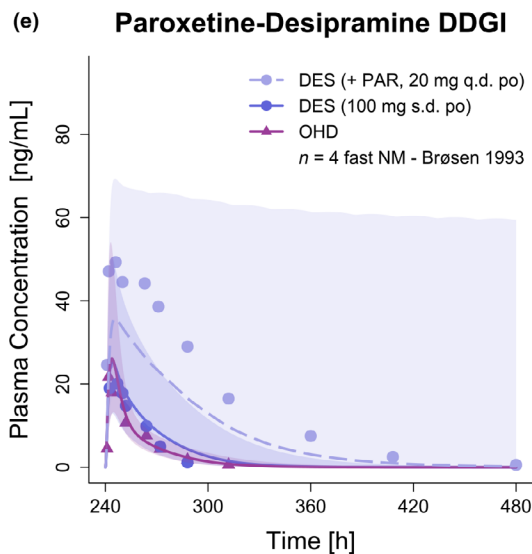 (e) Paroxetine-Desipramine DDGI
DES (+ PAR, 20 mg q.d. po)
DES (100 mg s.d. po)
OHD
n = 4 fast NM - Brøsen 1993
Plasma Concentration [ng/mL]
80
60
40
20
0
240 300 360 420 480
Time [h]